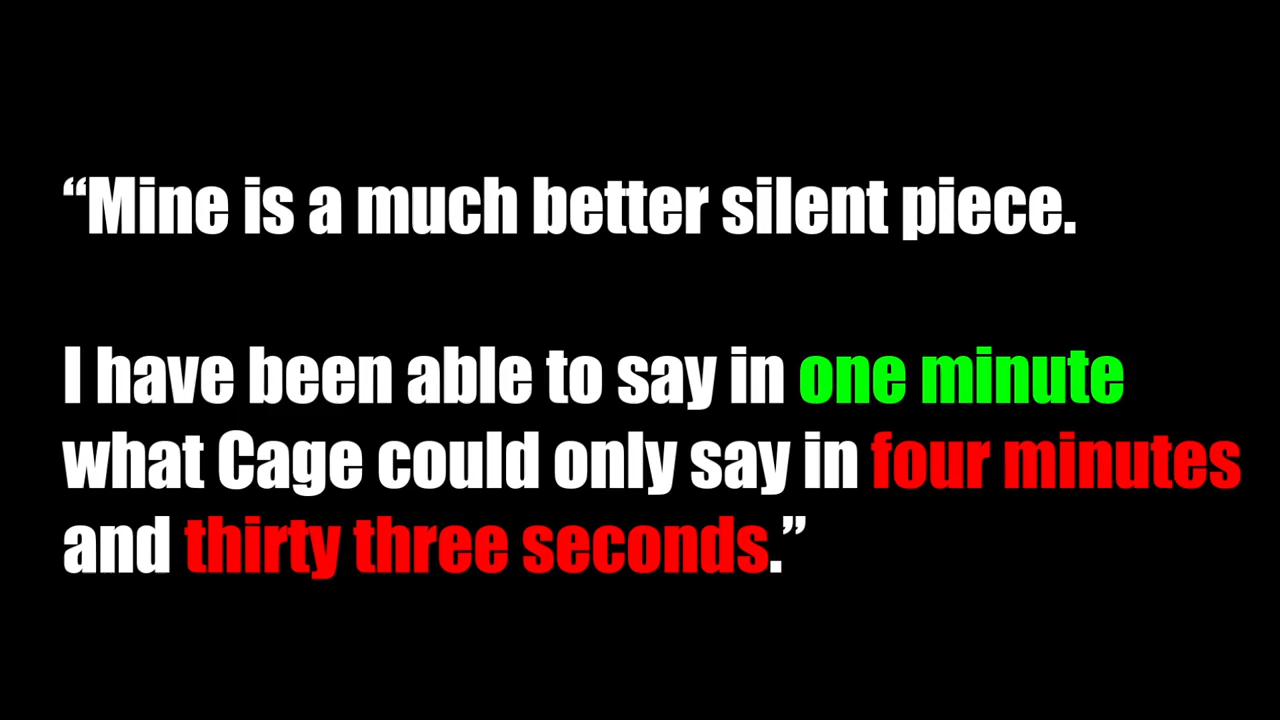 “Mine is a much better silent piece.
I have been able to say in one minute
what Cage could only say in four minutes
and thirty three seconds.”